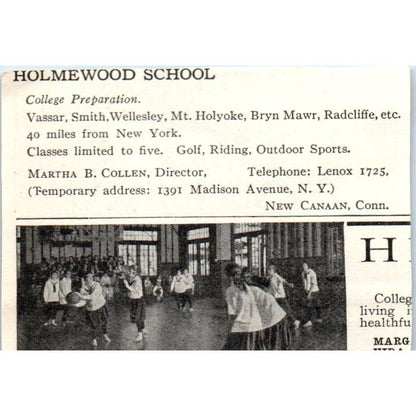 HOLMEWOOD SCHOOL
College Preparation.
Vassar, Smith,Wellesley, Mt. Holyoke, Bryn Mawr, Radcliffe, etc.
40 miles from New York.
Classes limited to five. Golf, Riding, Outdoor Sports.
MARTHA B. COLLEN, Director, Telephone: Lenox 1725,
(Temporary address: 1391 Madison Avenue, N. Y.)
NEW CANAAN, Conn.
H
Colleg
living i
healthfu
MARG